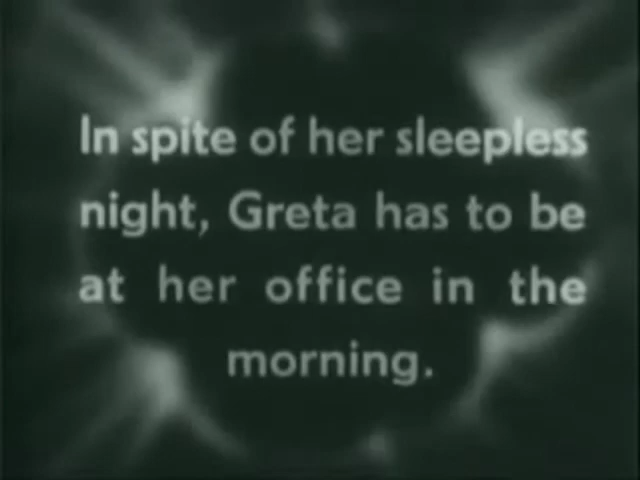 In spite of her sleepless
night, Greta has to be
at her office in the
morning.